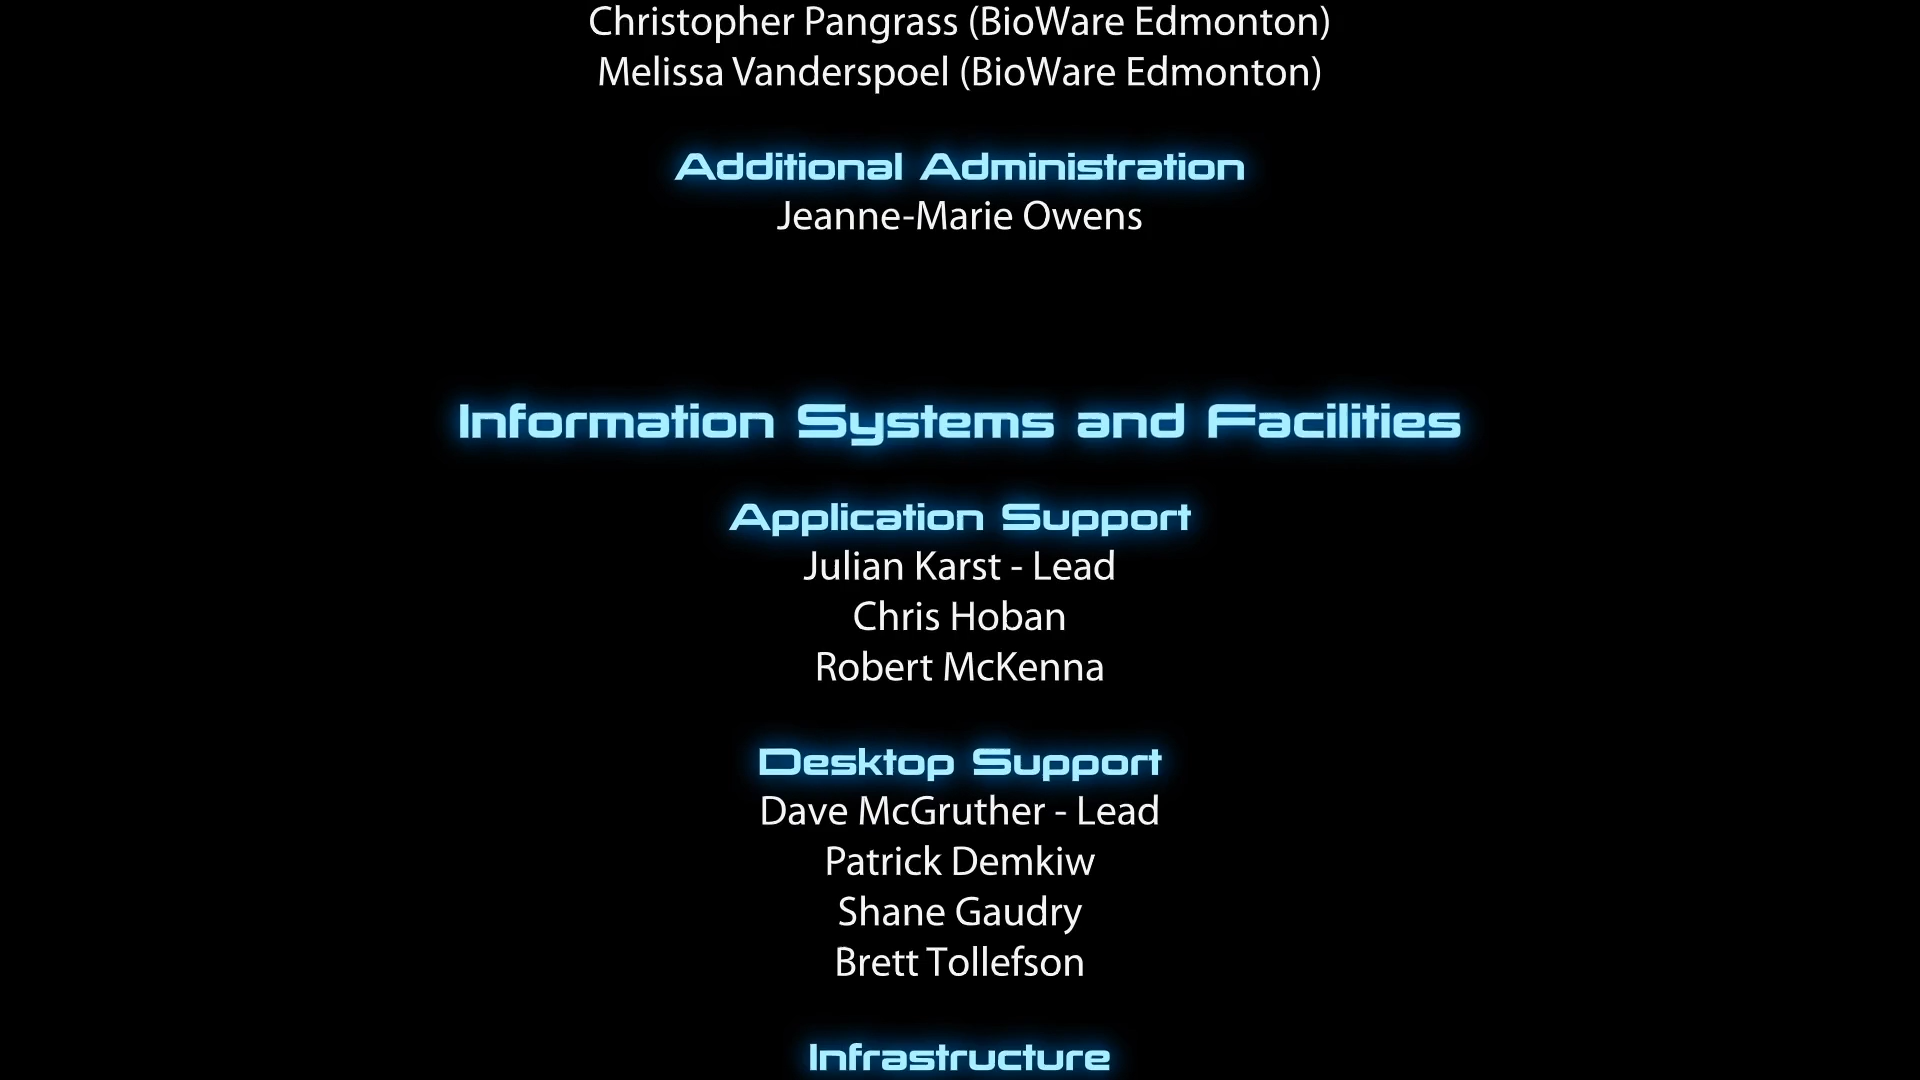 Christopher Pangrass (BioWare Edmonton)
Melissa Vanderspoel (BioWare Edmonton)
Additional Administration
Jeanne-Marie Owens
Information Systems and Facilities
Application Support
Julian Karst - Lead
Chris Hoban
Robert McKenna
Desktop Support
Dave McGruther - Lead
Patrick Demkiw
Shane Gaudry
Brett Tollefson
Infrastructure